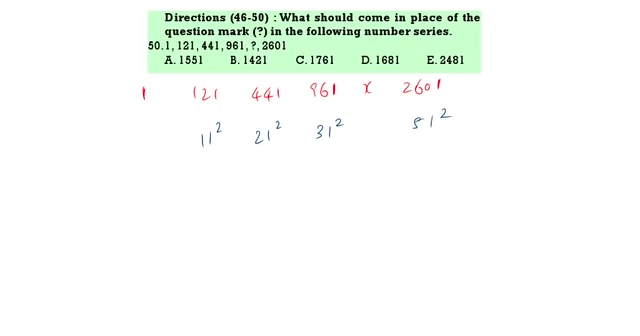 Directions (46-50) : What should come in place of the
question mark (?) in the following number series.
50. 1, 121, 441, 961, ?, 2601
A. 1551 B. 1421 C. 1761 D. 1681 E. 2481
1 121 441 961 x 2601
11² 21² 31² 51²